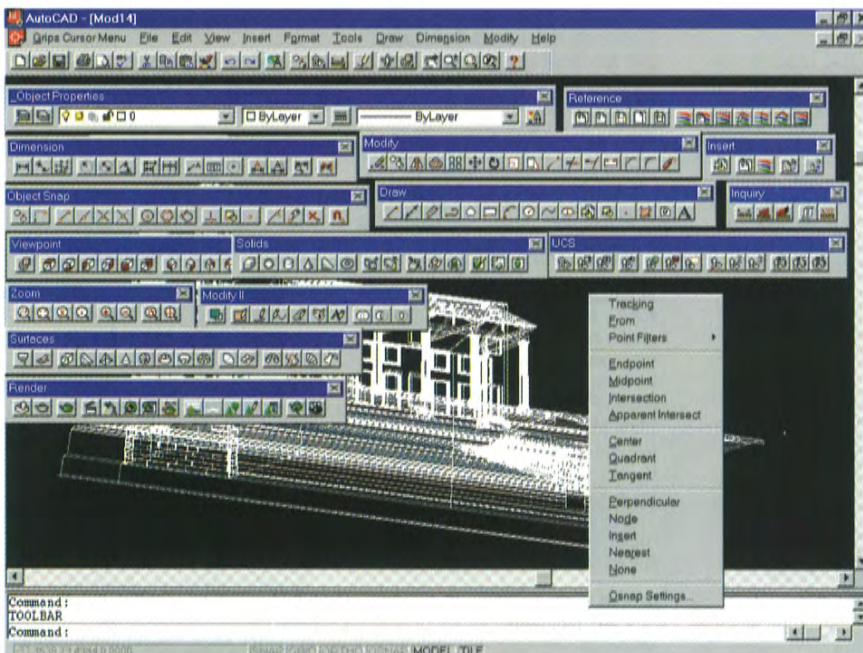 AutoCAD - [Mod14]
Grips Cursor Menu File Edit View Insert Format Tools Draw Dimension Modify Help
_Object Properties
Reference
0 ByLayer ByLayer
Dimension
Modify
Insert
Object Snap
Draw
Inquiry
Viewpoint
Solids
UCS
Zoom
Modify II
Surfaces
Render
Tracking
From
Point Filters
Endpoint
Midpoint
Intersection
Apparent Intersect
Center
Quadrant
Tangent
Perpendicular
Node
Insert
Nearest
None
Osnap Settings...
Command:
TOOLBAR
Command:
MODEL TILE